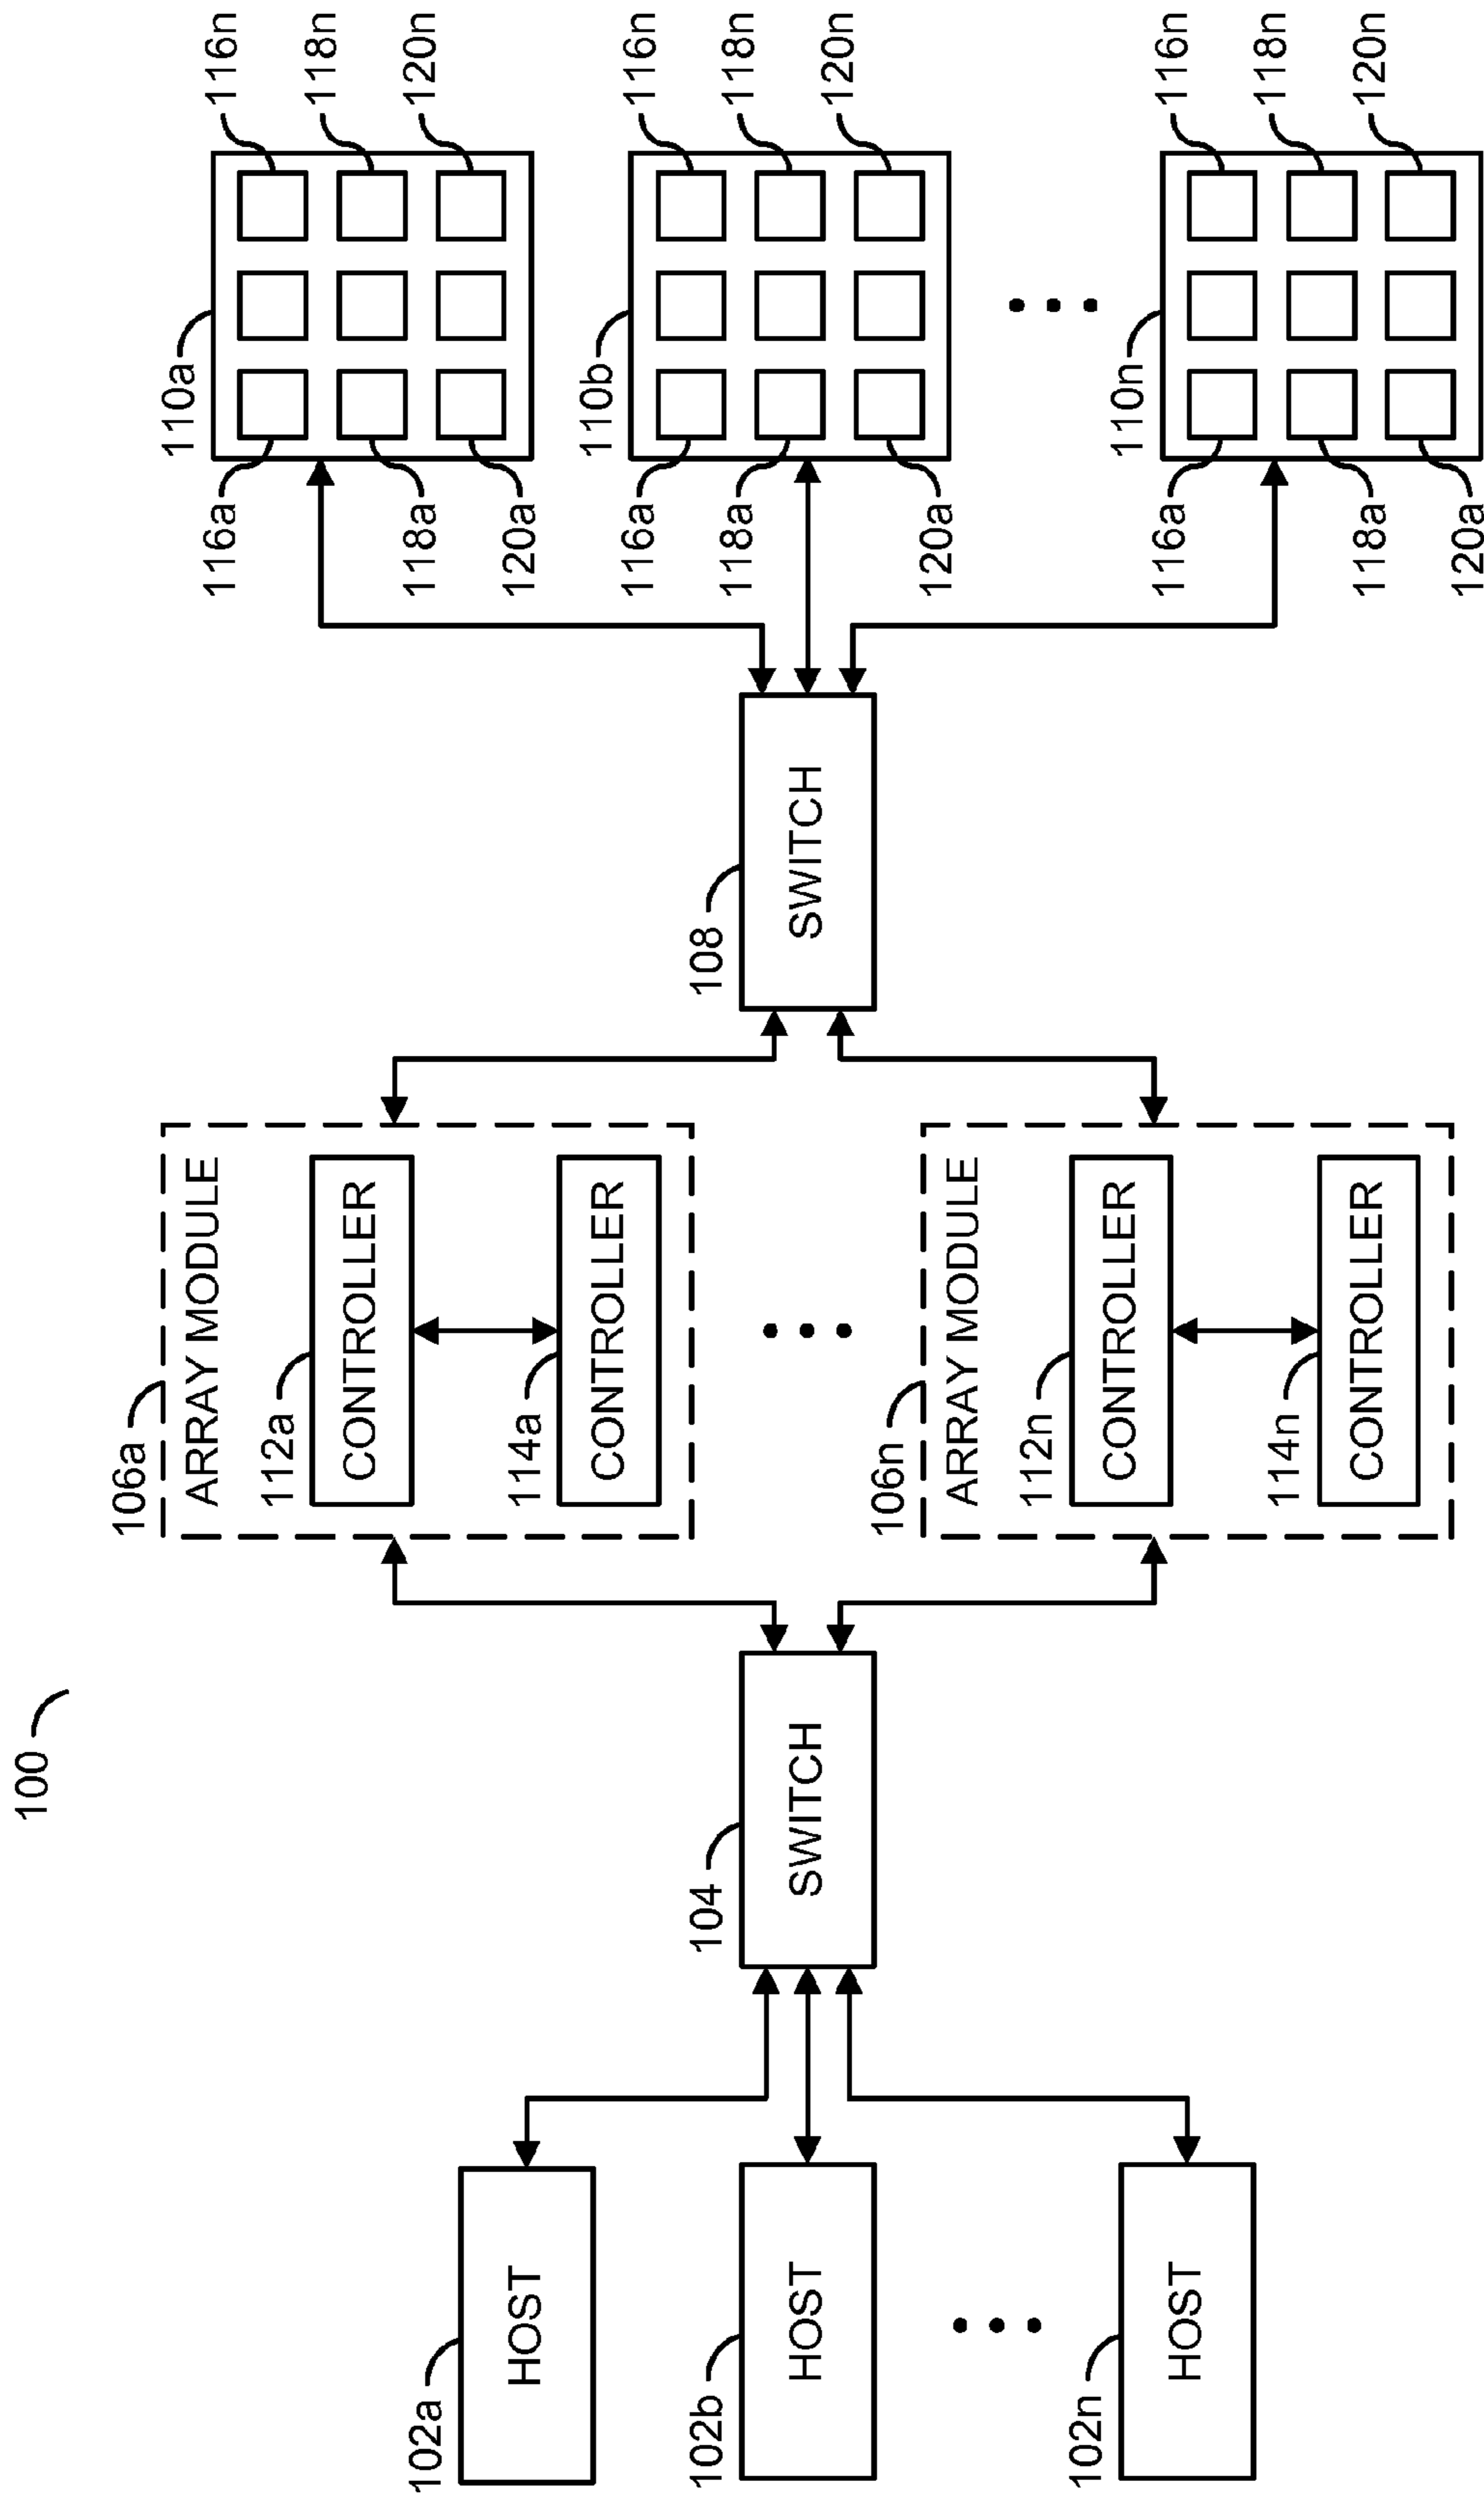 100
102a
HOST
102b
HOST
102n
HOST
104
SWITCH
106a
ARRAY MODULE
112a
CONTROLLER
114a
CONTROLLER
106n
ARRAY MODULE
112n
CONTROLLER
114n
CONTROLLER
108
SWITCH
110a
116a
116n
118a
118n
120a
120n
110b
116a
116n
118a
118n
120a
120n
110n
116a
116n
118a
118n
120a
120n